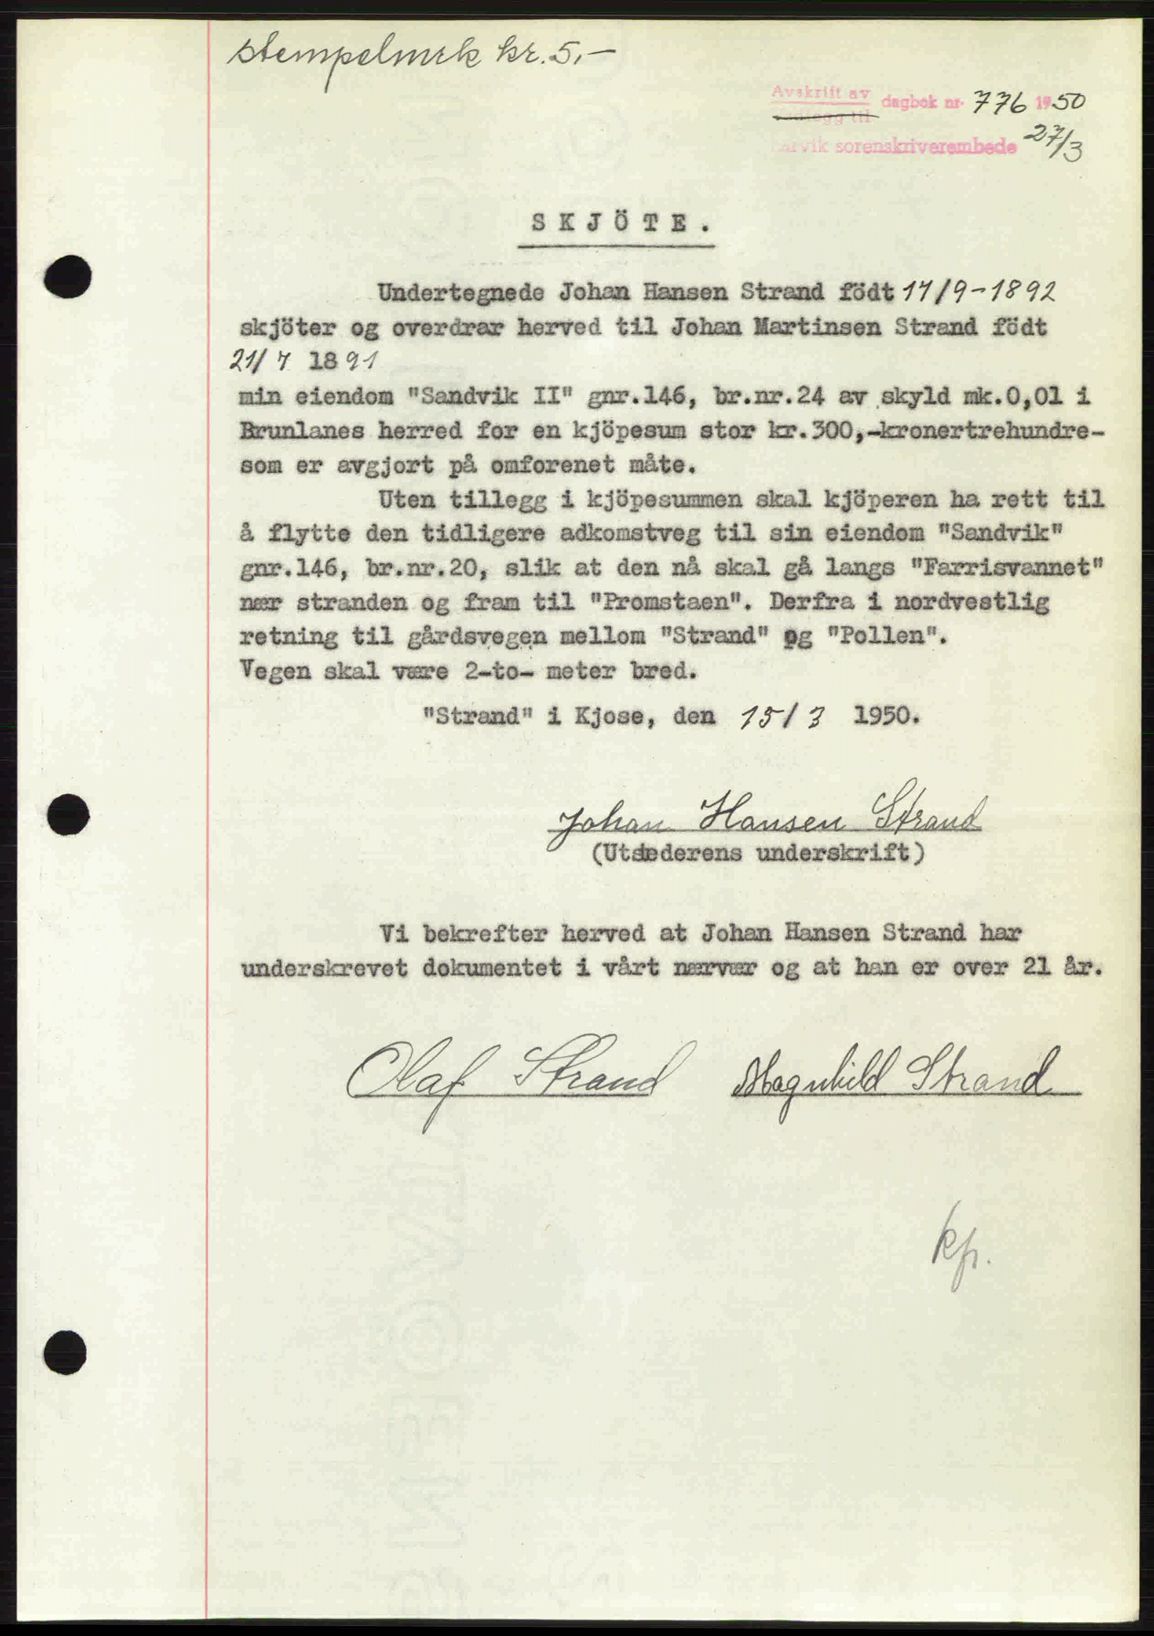 Stempelmrk kr. 5,-
Avskrift av dagbok nr. 776 1950
Vedlegg til
Larvik sorenskriverembede 27/3
SKJÖTE.
Undertegnede Johan Hansen Strand födt 17/9-1892
skjöter og overdrar herved til Johan Martinsen Strand födt
21/7 1891
min eiendom "Sandvik II" gnr.146, br.nr.24 av skyld mk.0,01 i
Brunlanes herred for en kjöpesum stor kr.300,-kronertrehundre-
som er avgjort på omforenet måte.
Uten tillegg i kjöpesummen skal kjöperen ha rett til
å flytte den tidligere adkomstveg til sin eiendom "Sandvik"
gnr.146, br.nr.20, slik at den nå skal gå langs "Farrisvannet"
nær stranden og fram til "Promstaen". Derfra i nordvestlig
retning til gårdsvegen mellom "Strand" og "Pollen".
Vegen skal være 2-to- meter bred.
"Strand" i Kjose, den 15/3 1950.
Johan Hansen Strand
(Utstederens underskrift)
Vi bekrefter herved at Johan Hansen Strand har
underskrevet dokumentet i vårt nærvær og at han er over 21 år.
Olaf Strand Magnhild Strand
kp.